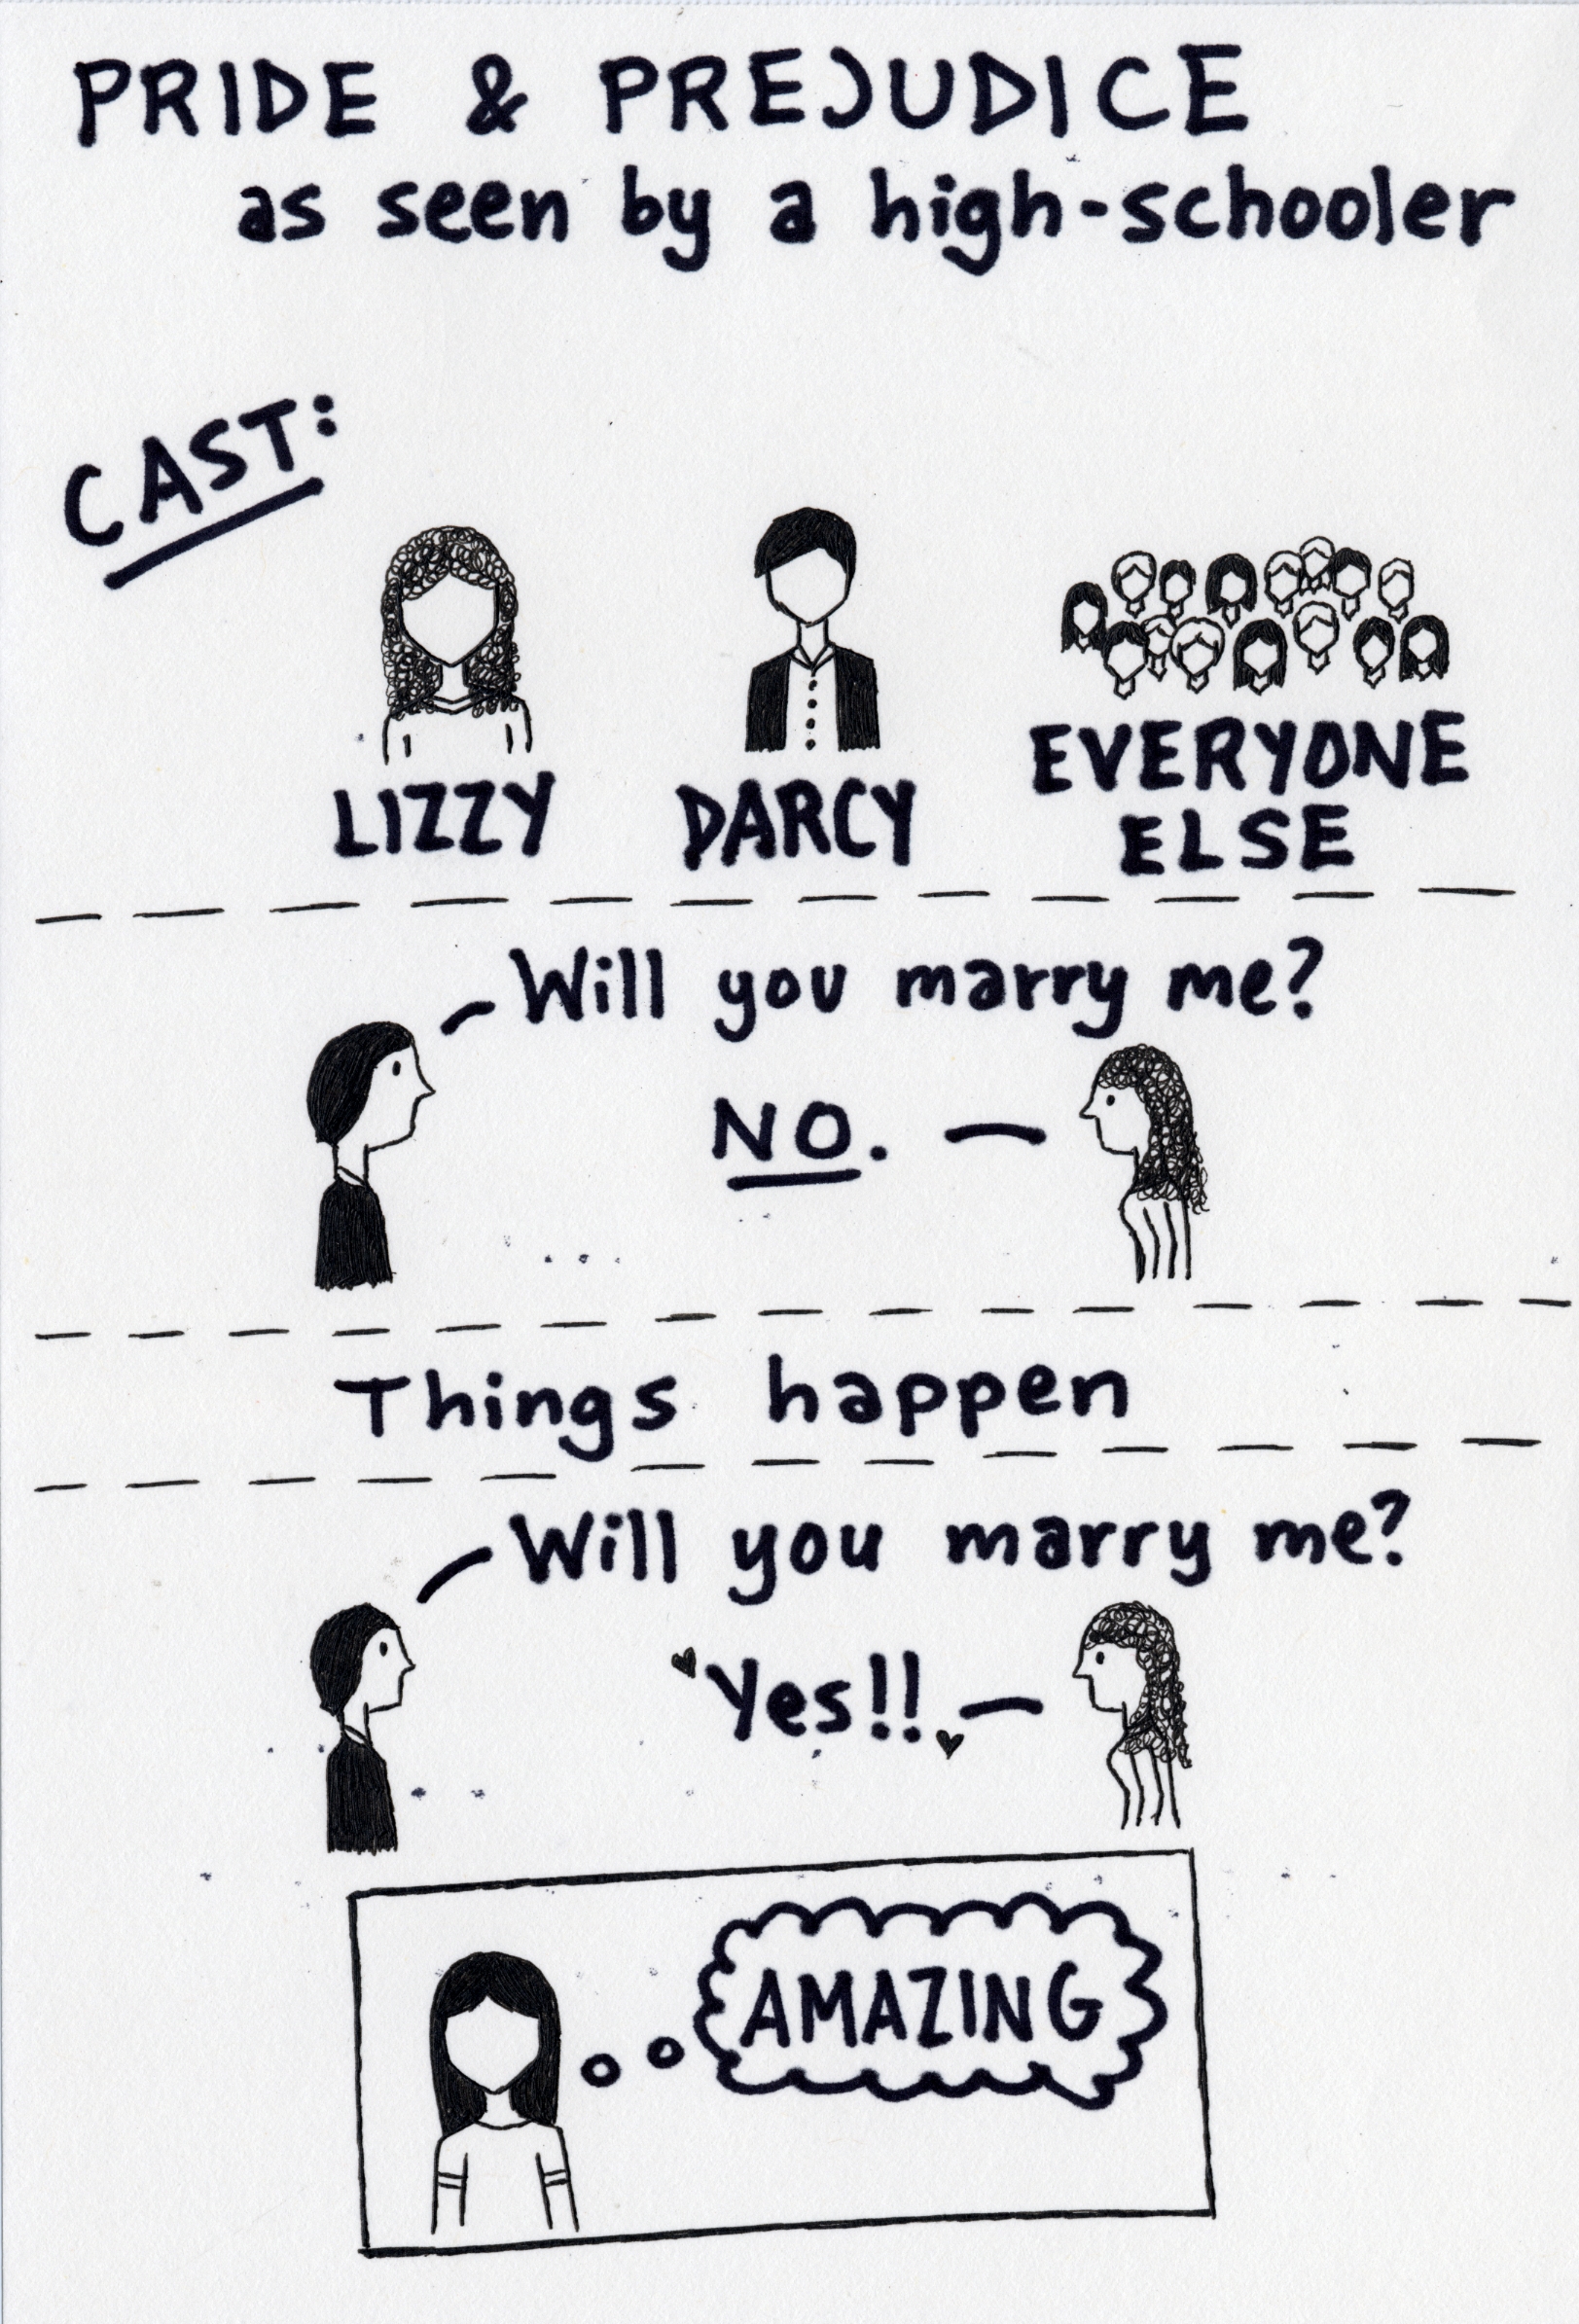 PRIDE & PREJUDICE
as seen by a high-schooler
CAST:
LIZZY
DARCY
EVERYONE
ELSE
Will you marry me?
NO.
Things happen
Will you marry me?
Yes!!
AMAZING